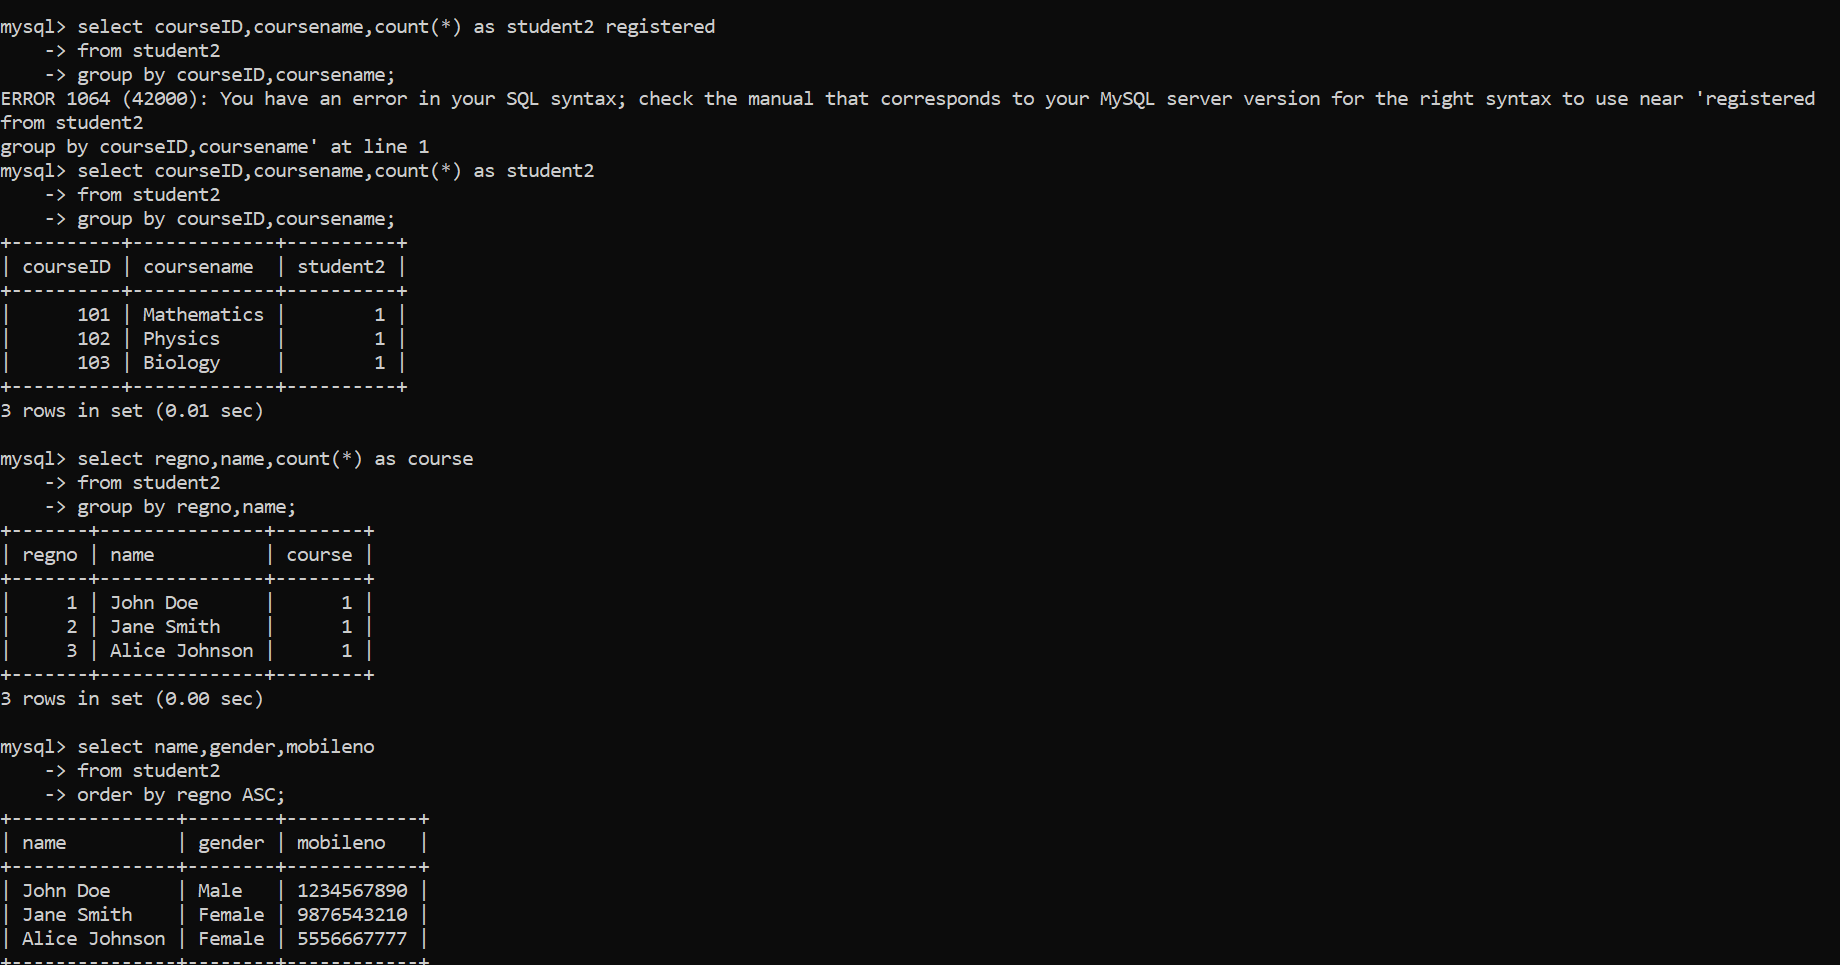 mysql> select courseID,coursename,count(*) as student2 registered
    -> from student2
    -> group by courseID,coursename;
ERROR 1064 (42000): You have an error in your SQL syntax; check the manual that corresponds to your MySQL server version for the right syntax to use near 'registered
from student2
group by courseID,coursename' at line 1
mysql> select courseID,coursename,count(*) as student2
    -> from student2
    -> group by courseID,coursename;
+----------+-------------+----------+
| courseID | coursename  | student2 |
+----------+-------------+----------+
|      101 | Mathematics |        1 |
|      102 | Physics     |        1 |
|      103 | Biology     |        1 |
+----------+-------------+----------+
3 rows in set (0.01 sec)

mysql> select regno,name,count(*) as course
    -> from student2
    -> group by regno,name;
+-------+---------------+--------+
| regno | name          | course |
+-------+---------------+--------+
|     1 | John Doe      |      1 |
|     2 | Jane Smith    |      1 |
|     3 | Alice Johnson |      1 |
+-------+---------------+--------+
3 rows in set (0.00 sec)

mysql> select name,gender,mobileno
    -> from student2
    -> order by regno ASC;
+---------------+--------+------------+
| name          | gender | mobileno   |
+---------------+--------+------------+
| John Doe      | Male   | 1234567890 |
| Jane Smith    | Female | 9876543210 |
| Alice Johnson | Female | 5556667777 |
+---------------+--------+------------+